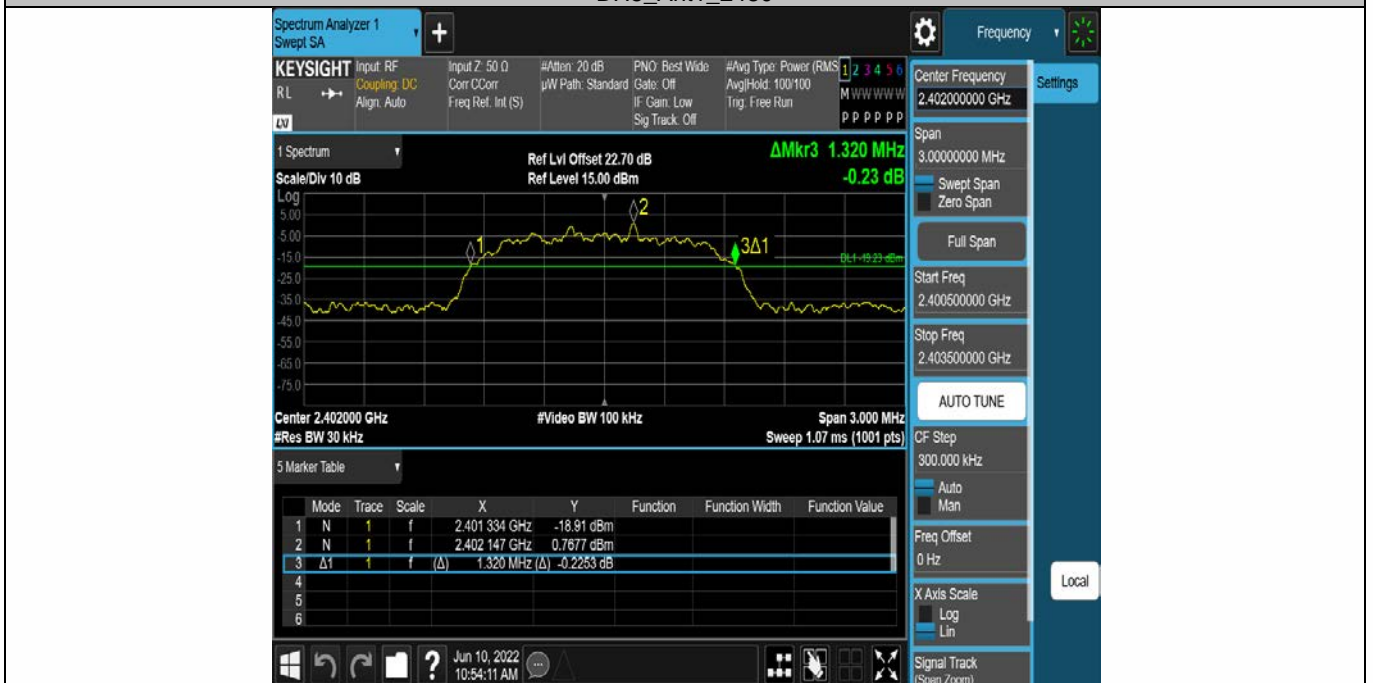 Spectrum Analyzer 1
Swept SA
+
Frequency
KEYSIGHT
RL
LXI
Input: RF
Coupling: DC
Align: Auto
Input Z: 50 Ω
Corr CCorr
Freq Ref: Int (S)
#Atten: 20 dB
µW Path: Standard
PNO: Best Wide
Gate: Off
IF Gain: Low
Sig Track: Off
#Avg Type: Power (RMS
Avg|Hold: 100/100
Trig: Free Run
1 2 3 4 5 6
M W W W W W
P P P P P P
1 Spectrum
Scale/Div 10 dB
Ref Lvl Offset 22.70 dB
Ref Level 15.00 dBm
ΔMkr3 1.320 MHz
-0.23 dB
Log
5.00
-5.00
-15.0
-25.0
-35.0
-45.0
-55.0
-65.0
-75.0
1
2
3Δ1
DL1 -19.23 dBm
Center 2.402000 GHz
#Video BW 100 kHz
Span 3.000 MHz
#Res BW 30 kHz
Sweep 1.07 ms (1001 pts)
5 Marker Table
Mode Trace Scale X Y Function Function Width Function Value
1 N 1 f 2.401 334 GHz -18.91 dBm
2 N 1 f 2.402 147 GHz 0.7677 dBm
3 Δ1 1 f (Δ) 1.320 MHz (Δ) -0.2253 dB
4
5
6
?
Jun 10, 2022
10:54:11 AM
Center Frequency
2.402000000 GHz
Settings
Span
3.00000000 MHz
Swept Span
Zero Span
Full Span
Start Freq
2.400500000 GHz
Stop Freq
2.403500000 GHz
AUTO TUNE
CF Step
300.000 kHz
Auto
Man
Freq Offset
0 Hz
X Axis Scale
Log
Lin
Local
Signal Track
(Span Zoom)